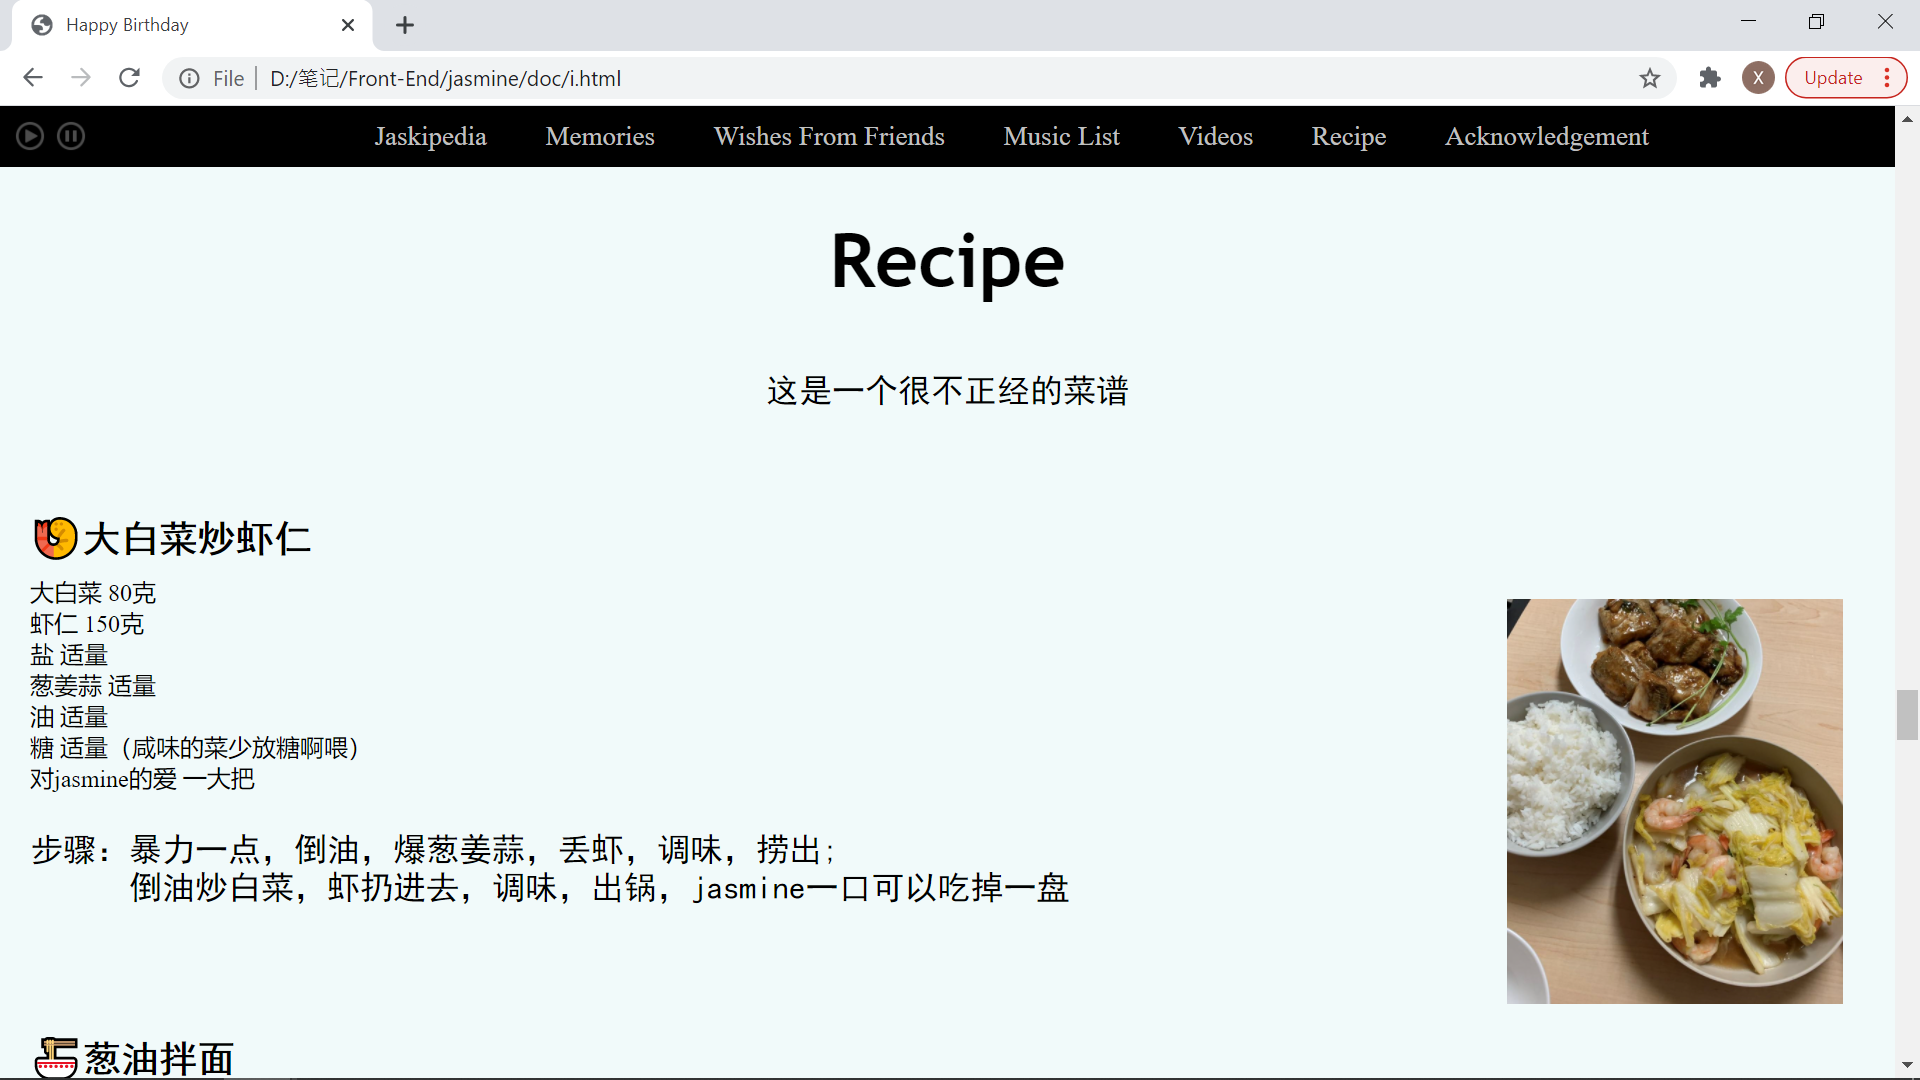 Happy Birthday
File
D:/笔记/Front-End/jasmine/doc/i.html
X
Update
Jaskipedia
Memories
Wishes From Friends
Music List
Videos
Recipe
Acknowledgement
Recipe
这是一个很不正经的菜谱
大白菜炒虾仁
大白菜 80克
虾仁 150克
盐 适量
葱姜蒜 适量
油 适量
糖 适量（咸味的菜少放糖啊喂）
对jasmine的爱 一大把
步骤：暴力一点，倒油，爆葱姜蒜，丢虾，调味，捞出；
倒油炒白菜，虾扔进去，调味，出锅，jasmine一口可以吃掉一盘
葱油拌面